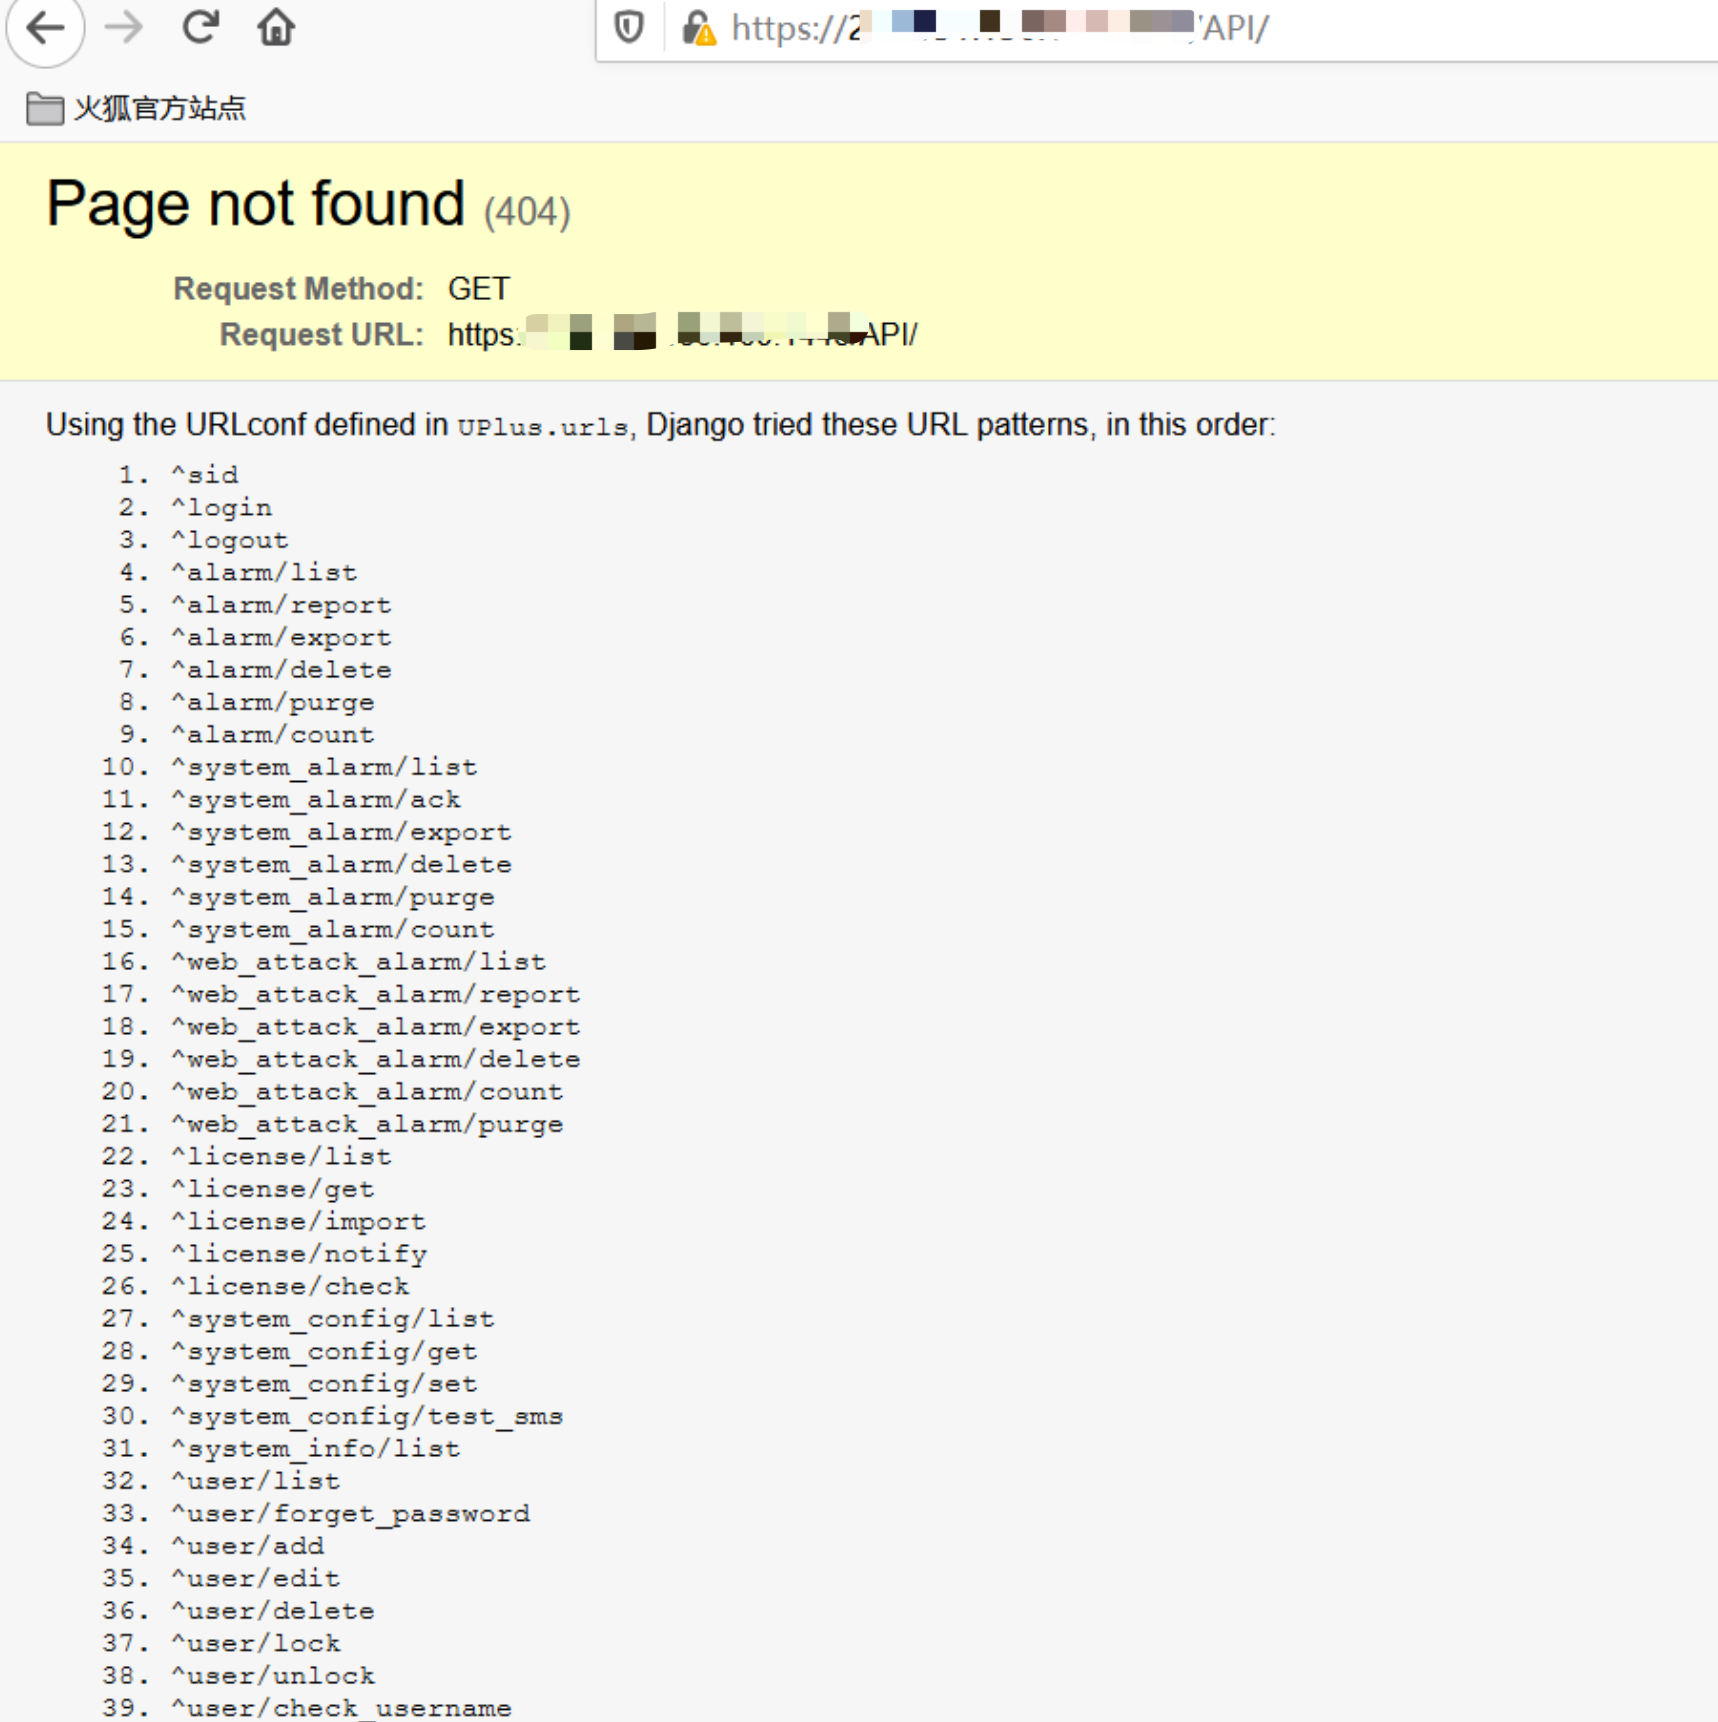 https://2 /API/
火狐官方站点
Page not found (404)
Request Method: GET
Request URL: https: API/
Using the URLconf defined in UPlus.urls, Django tried these URL patterns, in this order:
1. ^sid
2. ^login
3. ^logout
4. ^alarm/list
5. ^alarm/report
6. ^alarm/export
7. ^alarm/delete
8. ^alarm/purge
9. ^alarm/count
10. ^system_alarm/list
11. ^system_alarm/ack
12. ^system_alarm/export
13. ^system_alarm/delete
14. ^system_alarm/purge
15. ^system_alarm/count
16. ^web_attack_alarm/list
17. ^web_attack_alarm/report
18. ^web_attack_alarm/export
19. ^web_attack_alarm/delete
20. ^web_attack_alarm/count
21. ^web_attack_alarm/purge
22. ^license/list
23. ^license/get
24. ^license/import
25. ^license/notify
26. ^license/check
27. ^system_config/list
28. ^system_config/get
29. ^system_config/set
30. ^system_config/test_sms
31. ^system_info/list
32. ^user/list
33. ^user/forget_password
34. ^user/add
35. ^user/edit
36. ^user/delete
37. ^user/lock
38. ^user/unlock
39. ^user/check_username